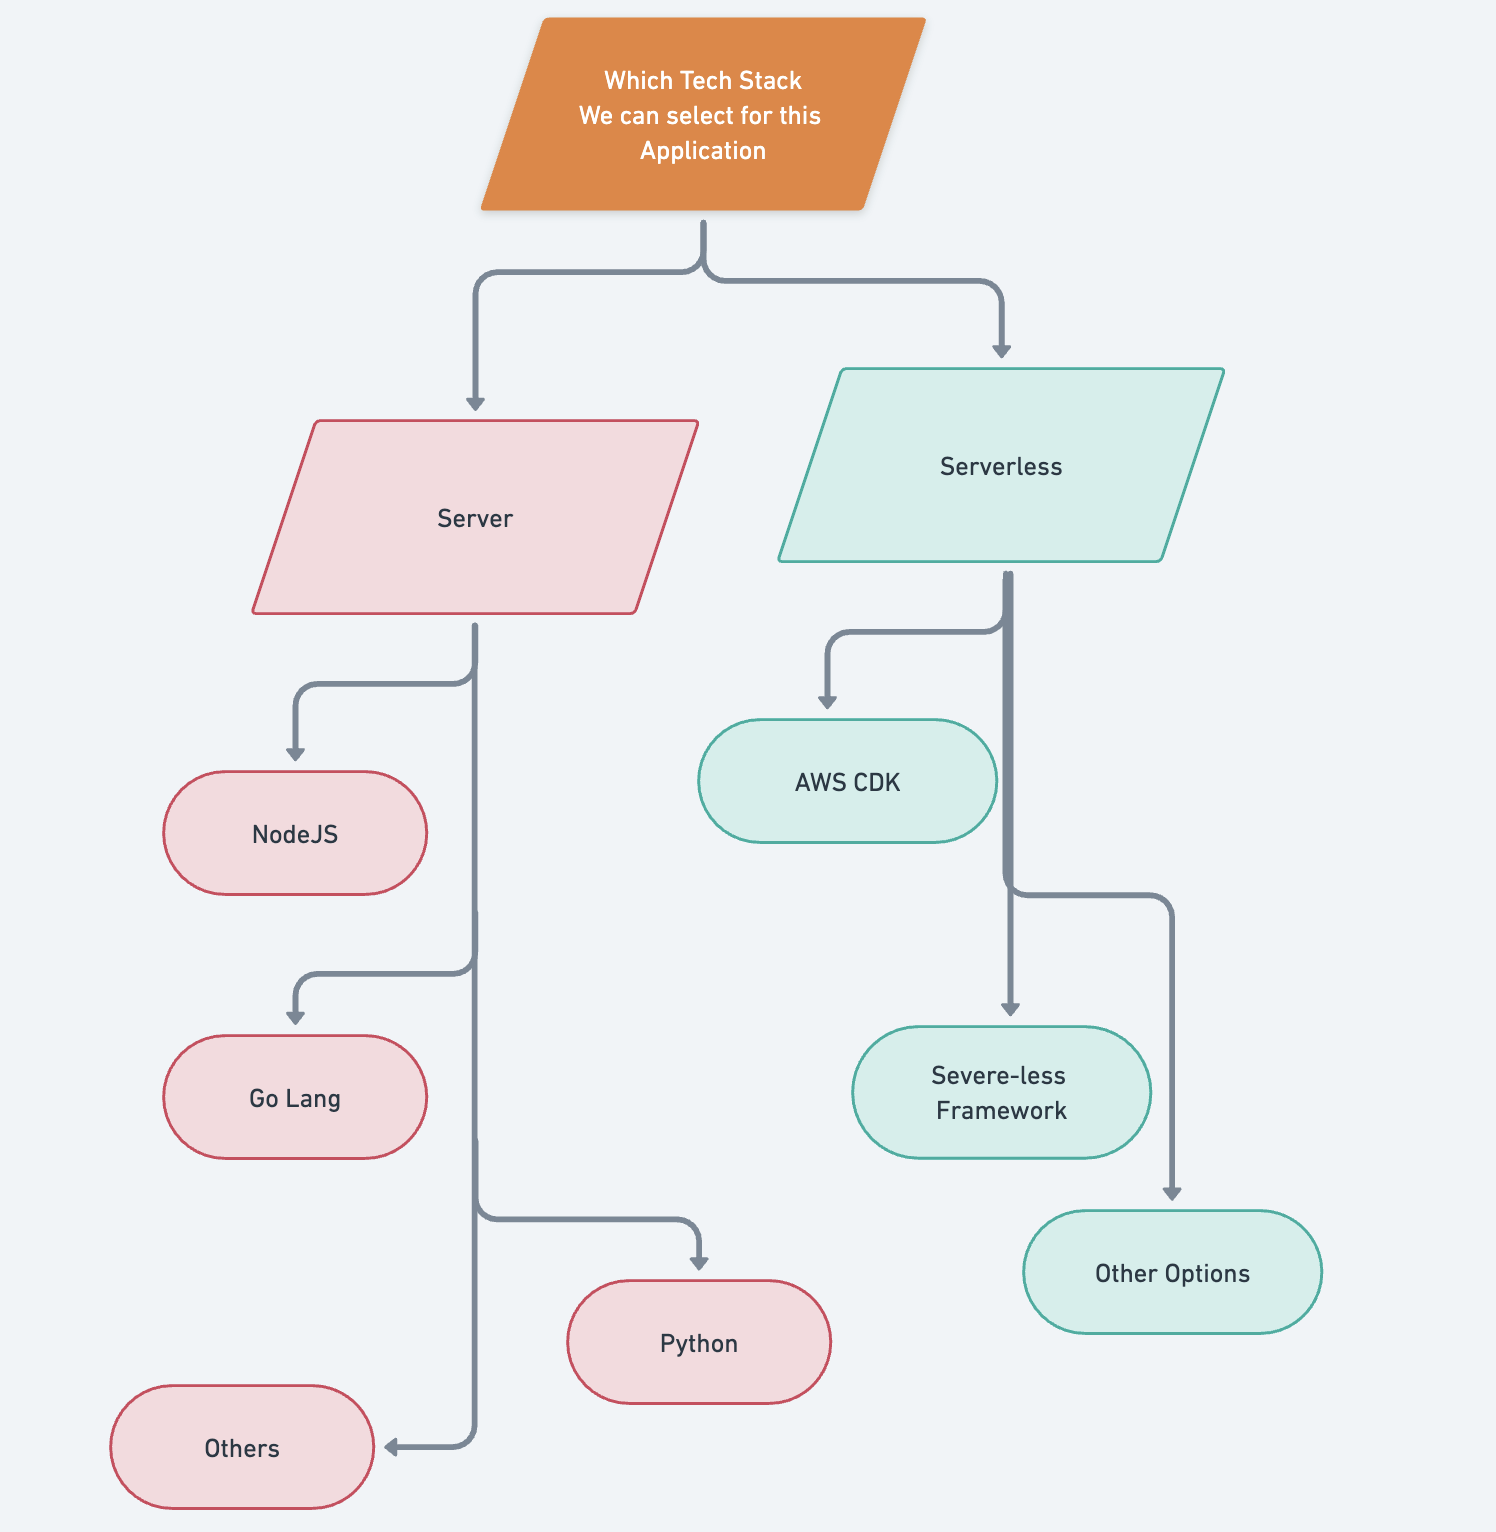 Which Tech Stack
We can select for this
Application
Server
Serverless
NodeJS
AWS CDK
Go Lang
Severe-less
Framework
Python
Other Options
Others